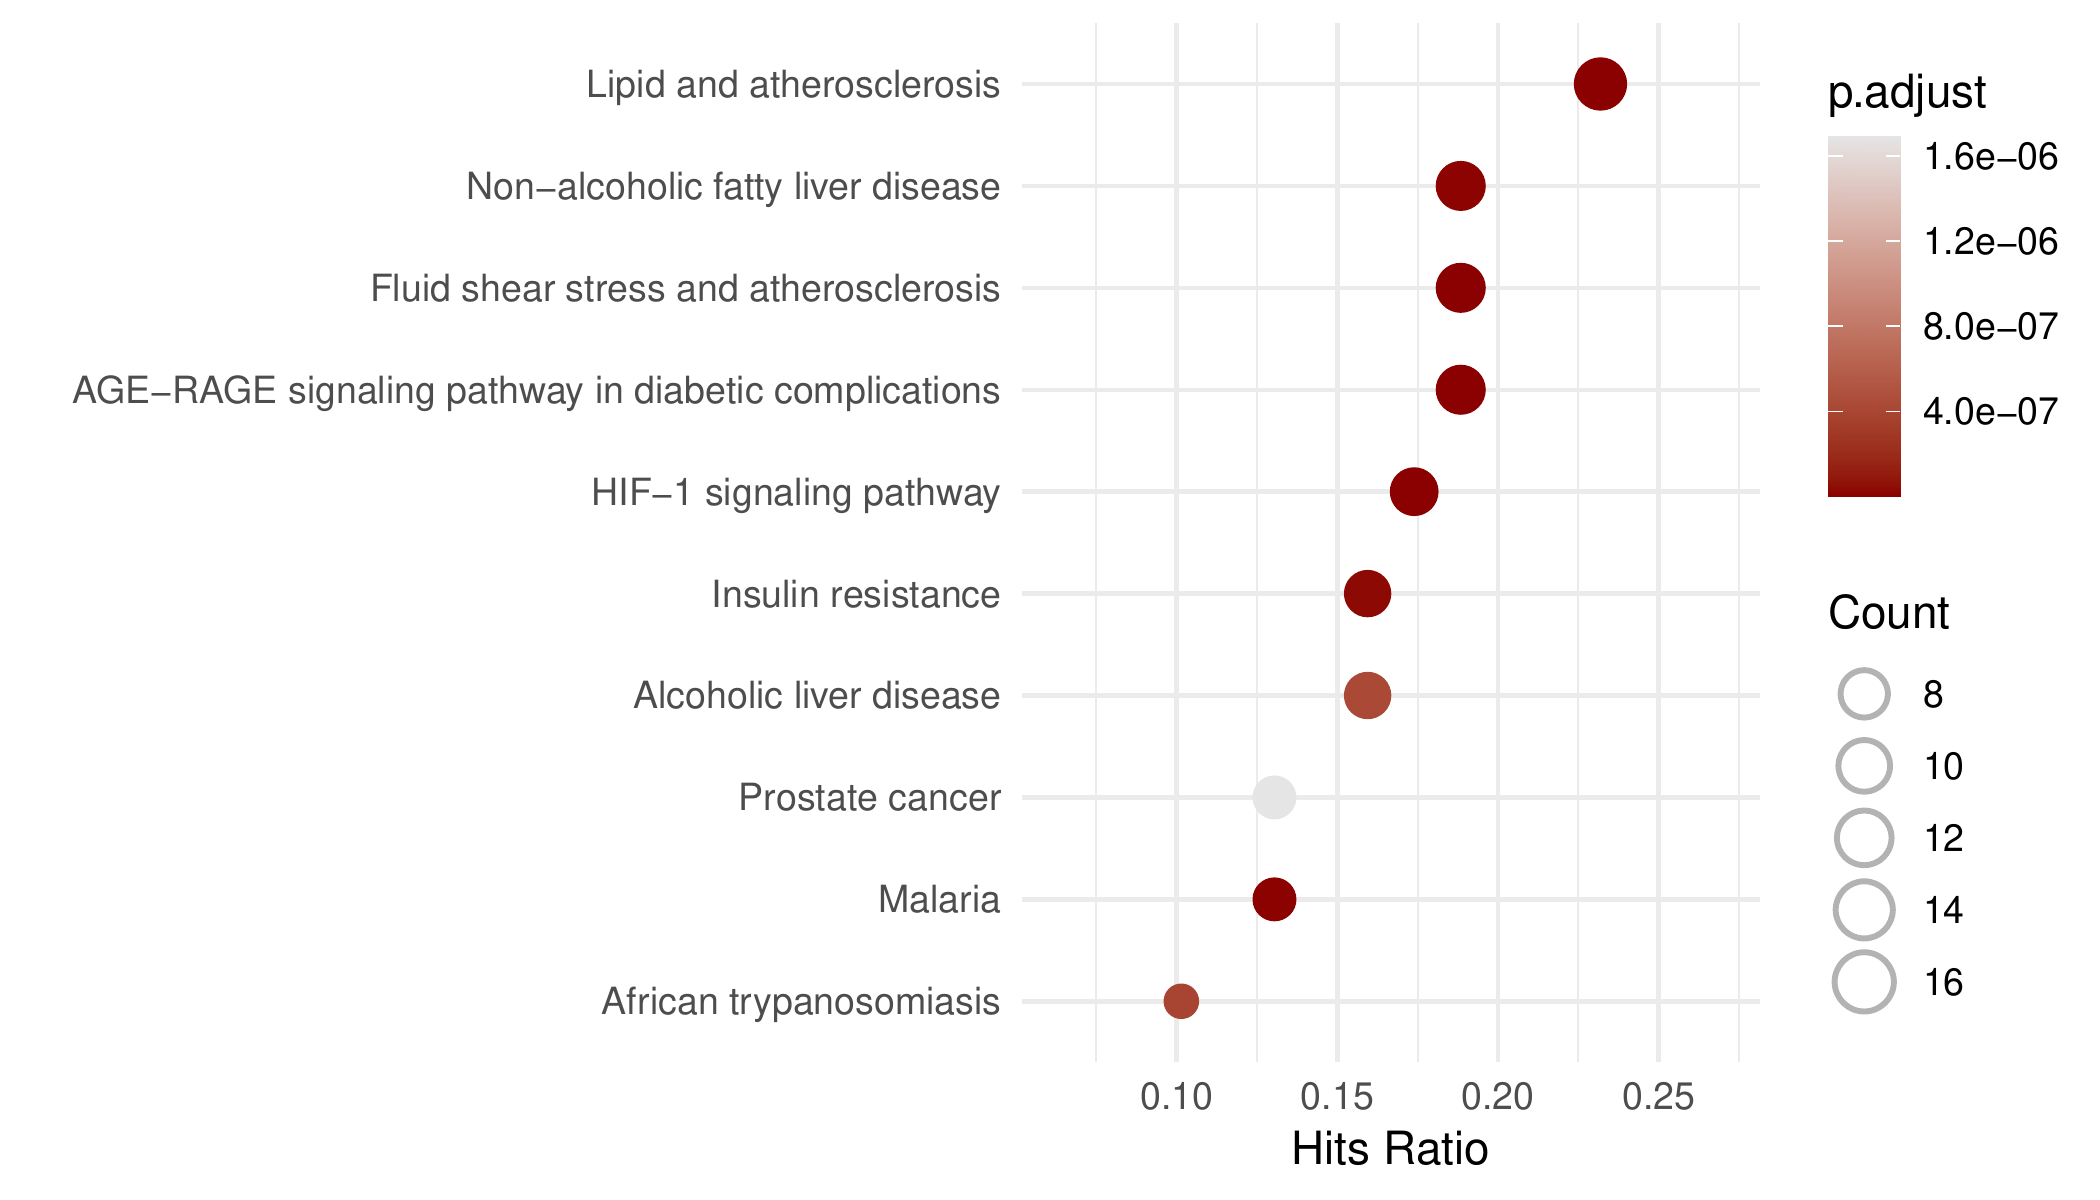 Lipid and atherosclerosis
Non−alcoholic fatty liver disease
Fluid shear stress and atherosclerosis
AGE−RAGE signaling pathway in diabetic complications
HIF−1 signaling pathway
Insulin resistance
Alcoholic liver disease
Prostate cancer
Malaria
African trypanosomiasis
0.10 0.15 0.20 0.25
Hits Ratio
p.adjust
1.6e−06
1.2e−06
8.0e−07
4.0e−07
Count
8
10
12
14
16